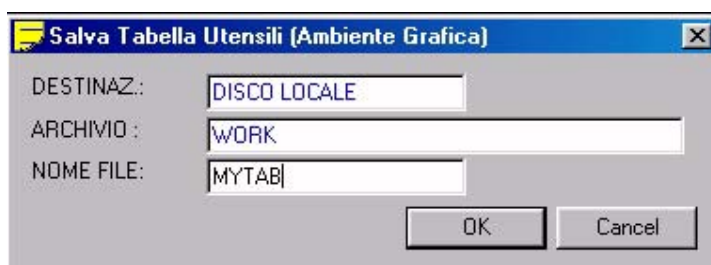 Salva Tabella Utensili (Ambiente Grafica)
DESTINAZ.: DISCO LOCALE
ARCHIVIO : WORK
NOME FILE: MYTAB
OK Cancel